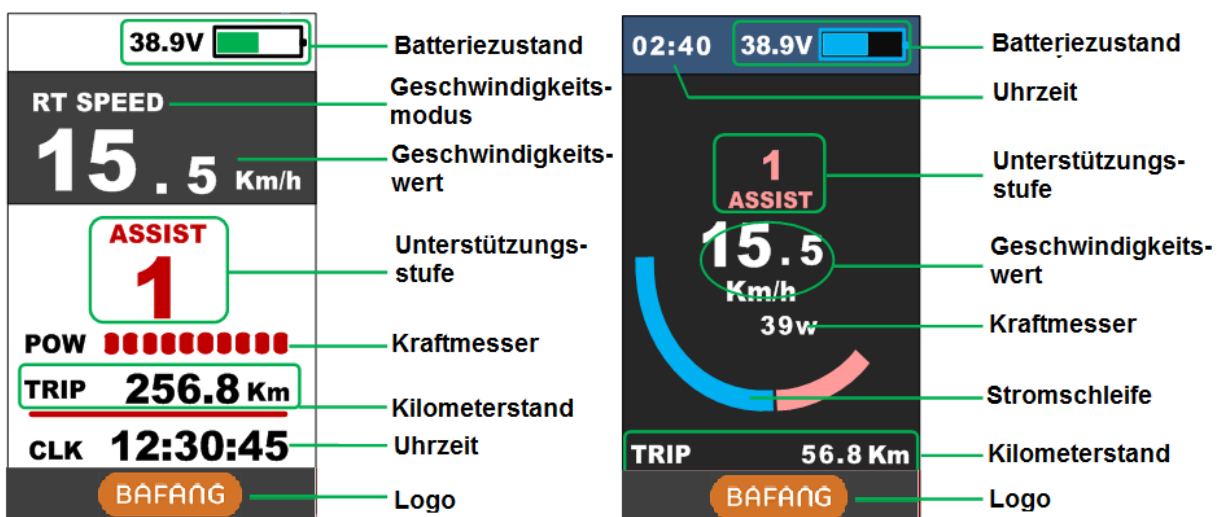 38.9V
Batteriezustand
RT SPEED
Geschwindigkeits-
modus
15.5 Km/h
Geschwindigkeits-
wert
ASSIST
1
Unterstützungs-
stufe
POW
Kraftmesser
TRIP 256.8 Km
Kilometerstand
CLK 12:30:45
Uhrzeit
BAFANG
Logo
02:40 38.9V
Batteriezustand
Uhrzeit
1
ASSIST
Unterstützungs-
stufe
15.5
Km/h
Geschwindigkeits-
wert
39w
Kraftmesser
Stromschleife
TRIP 56.8 Km
Kilometerstand
BAFANG
Logo